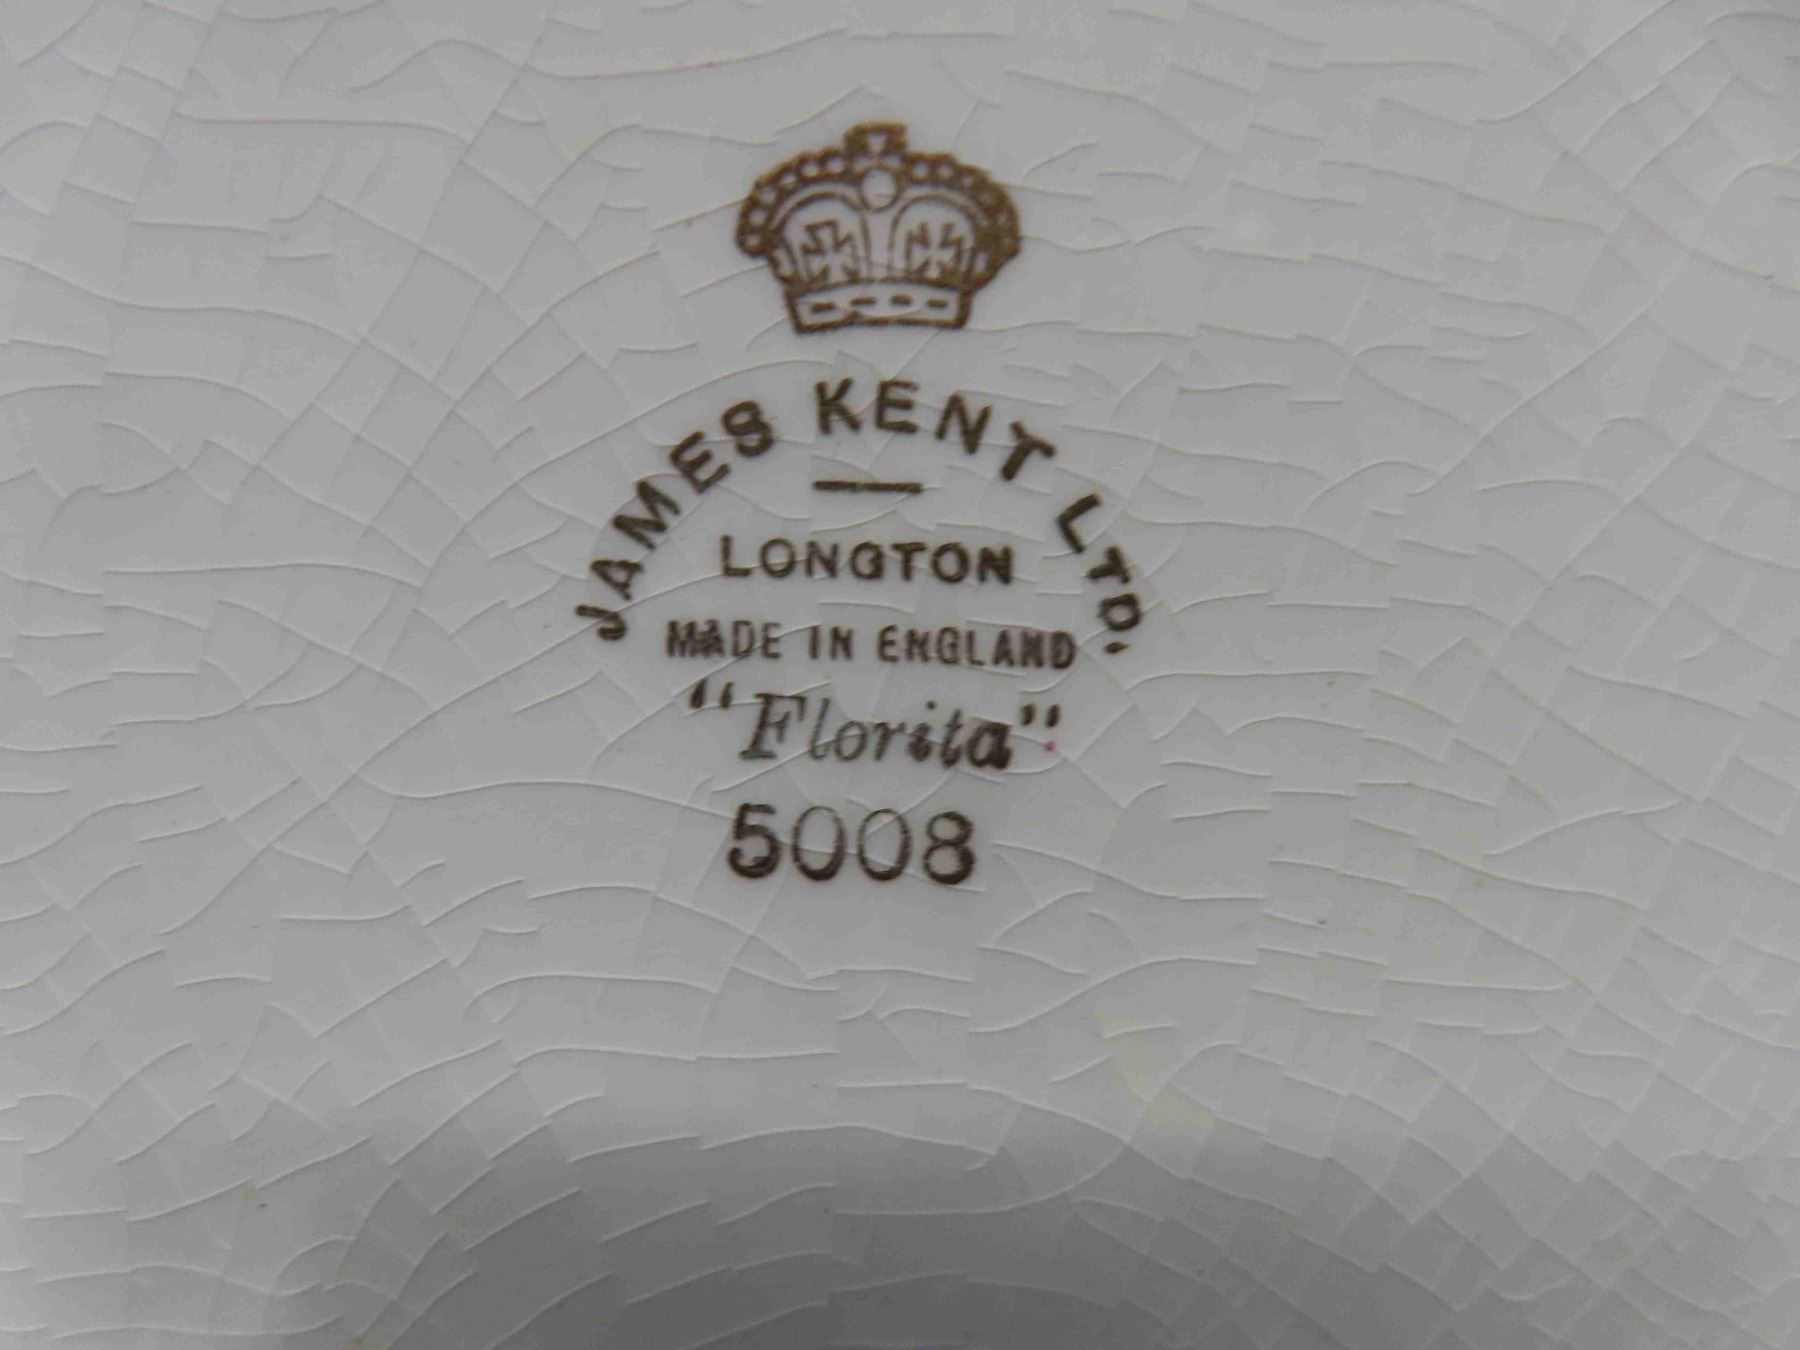 JAMES KENT LTD.
LONGTON
MADE IN ENGLAND
"Florita"
5008